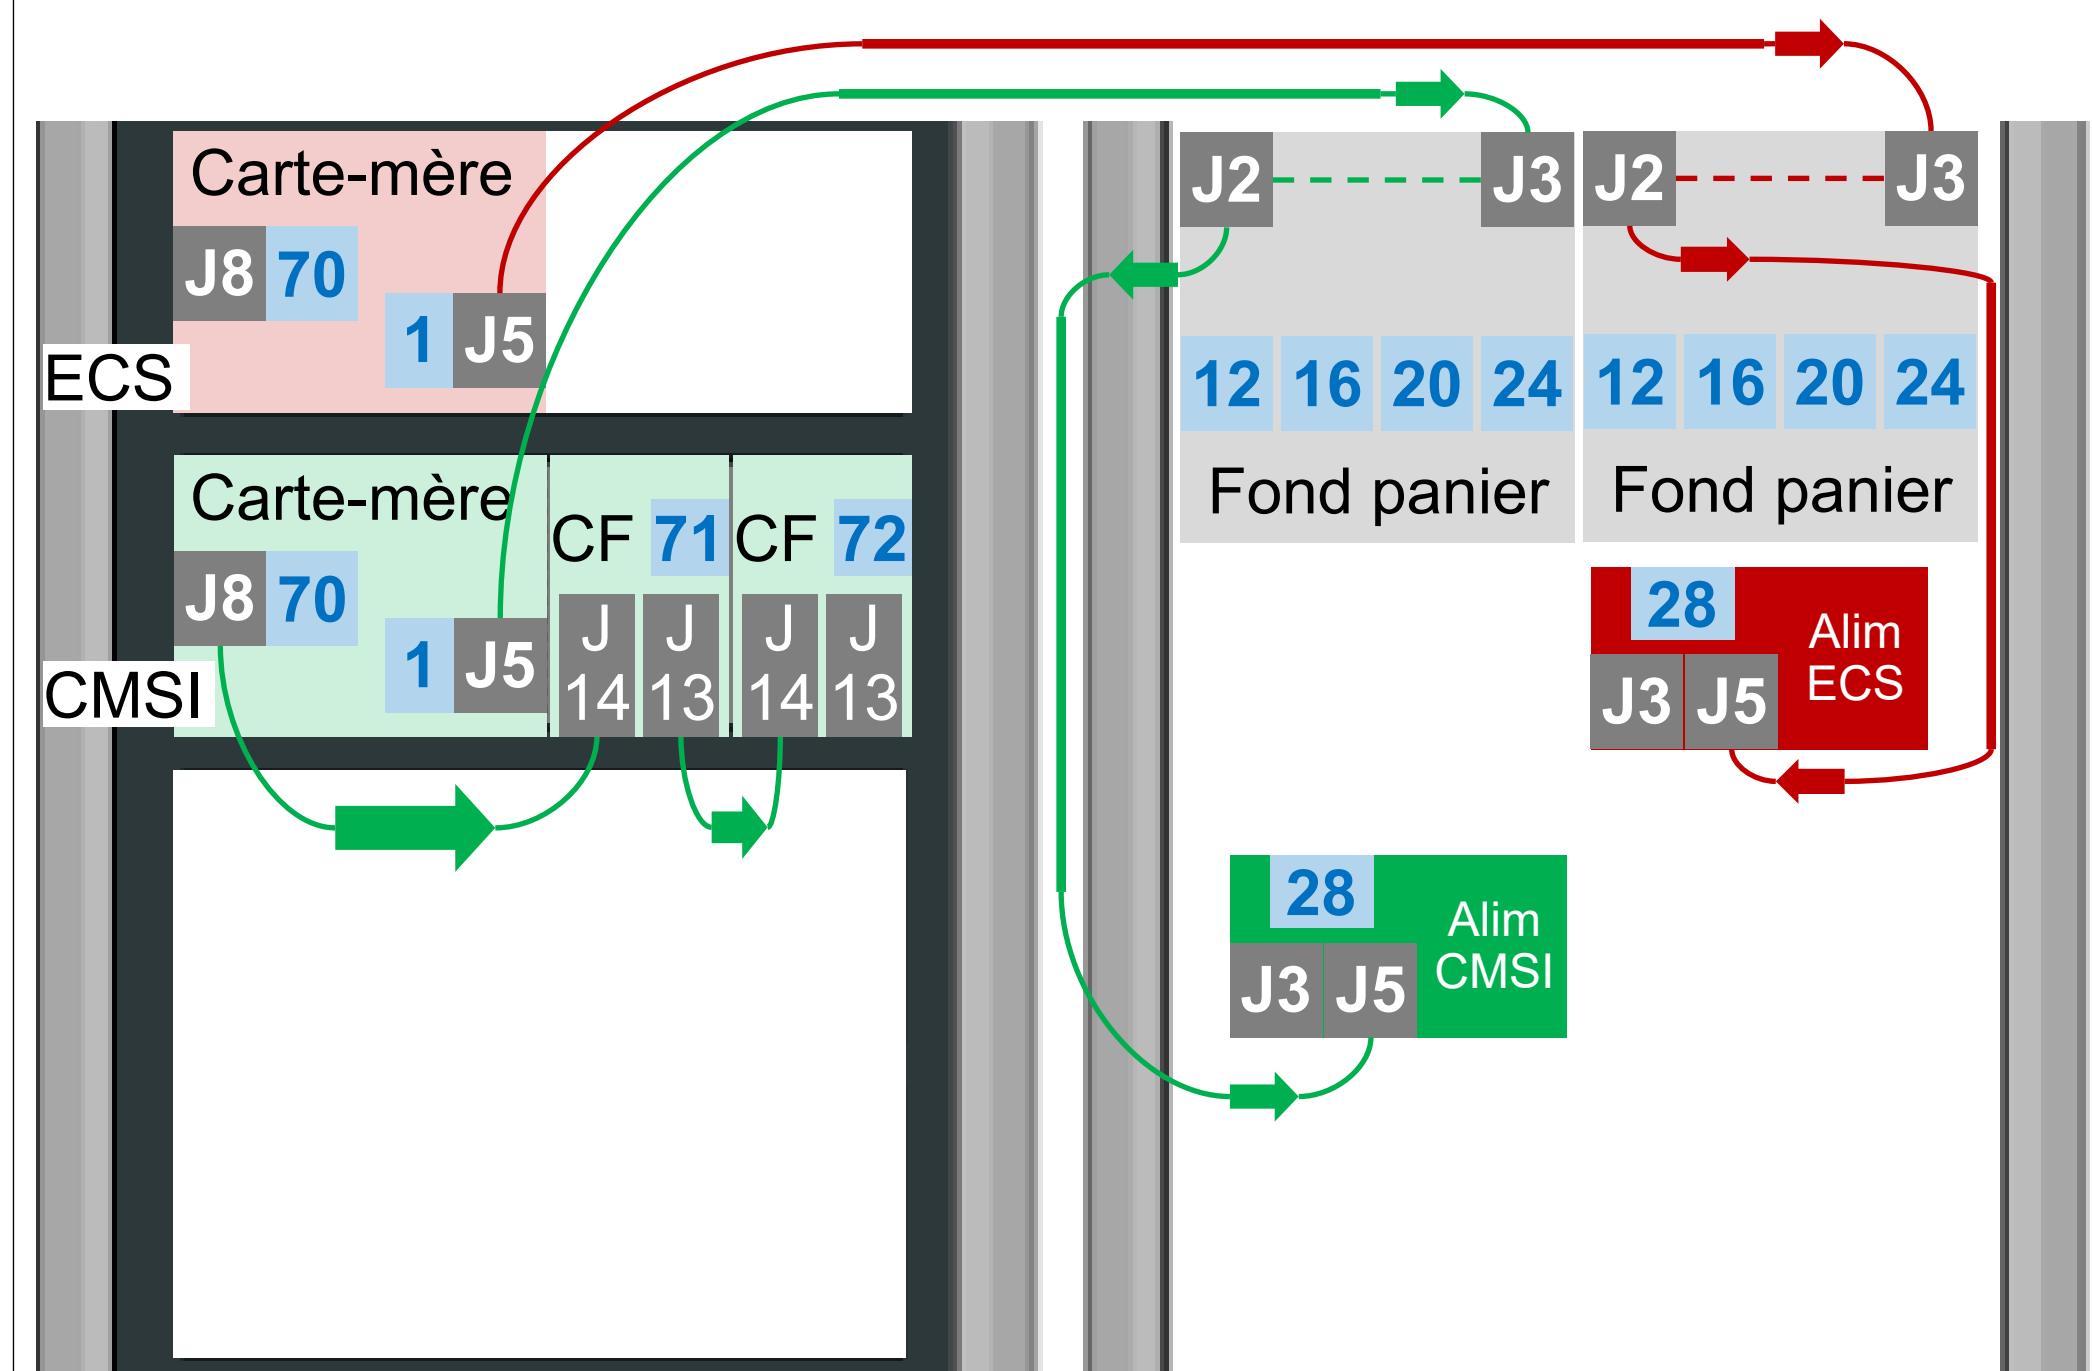 Carte-mère
J8 70
1 J5
ECS
Carte-mère
CF 71 CF 72
J8 70
1 J5
J 14 J 13 J 14 J 13
CMSI
J2 J3 J2 J3
12 16 20 24 12 16 20 24
Fond panier Fond panier
28
Alim
ECS
J3 J5
28
Alim
CMSI
J3 J5